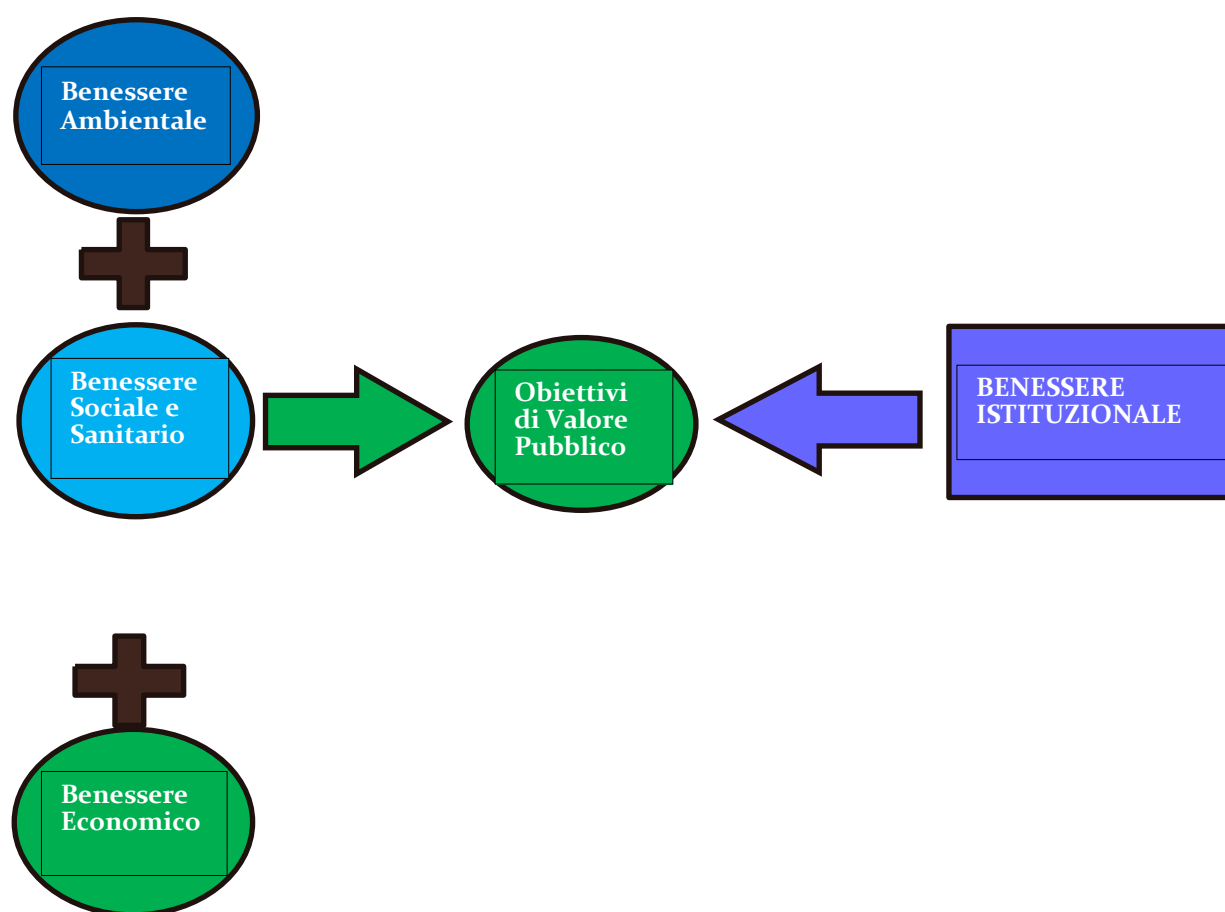 Benessere
Ambientale
Benessere
Sociale e
Sanitario
Obiettivi
di Valore
Pubblico
BENESSERE
ISTITUZIONALE
Benessere
Economico